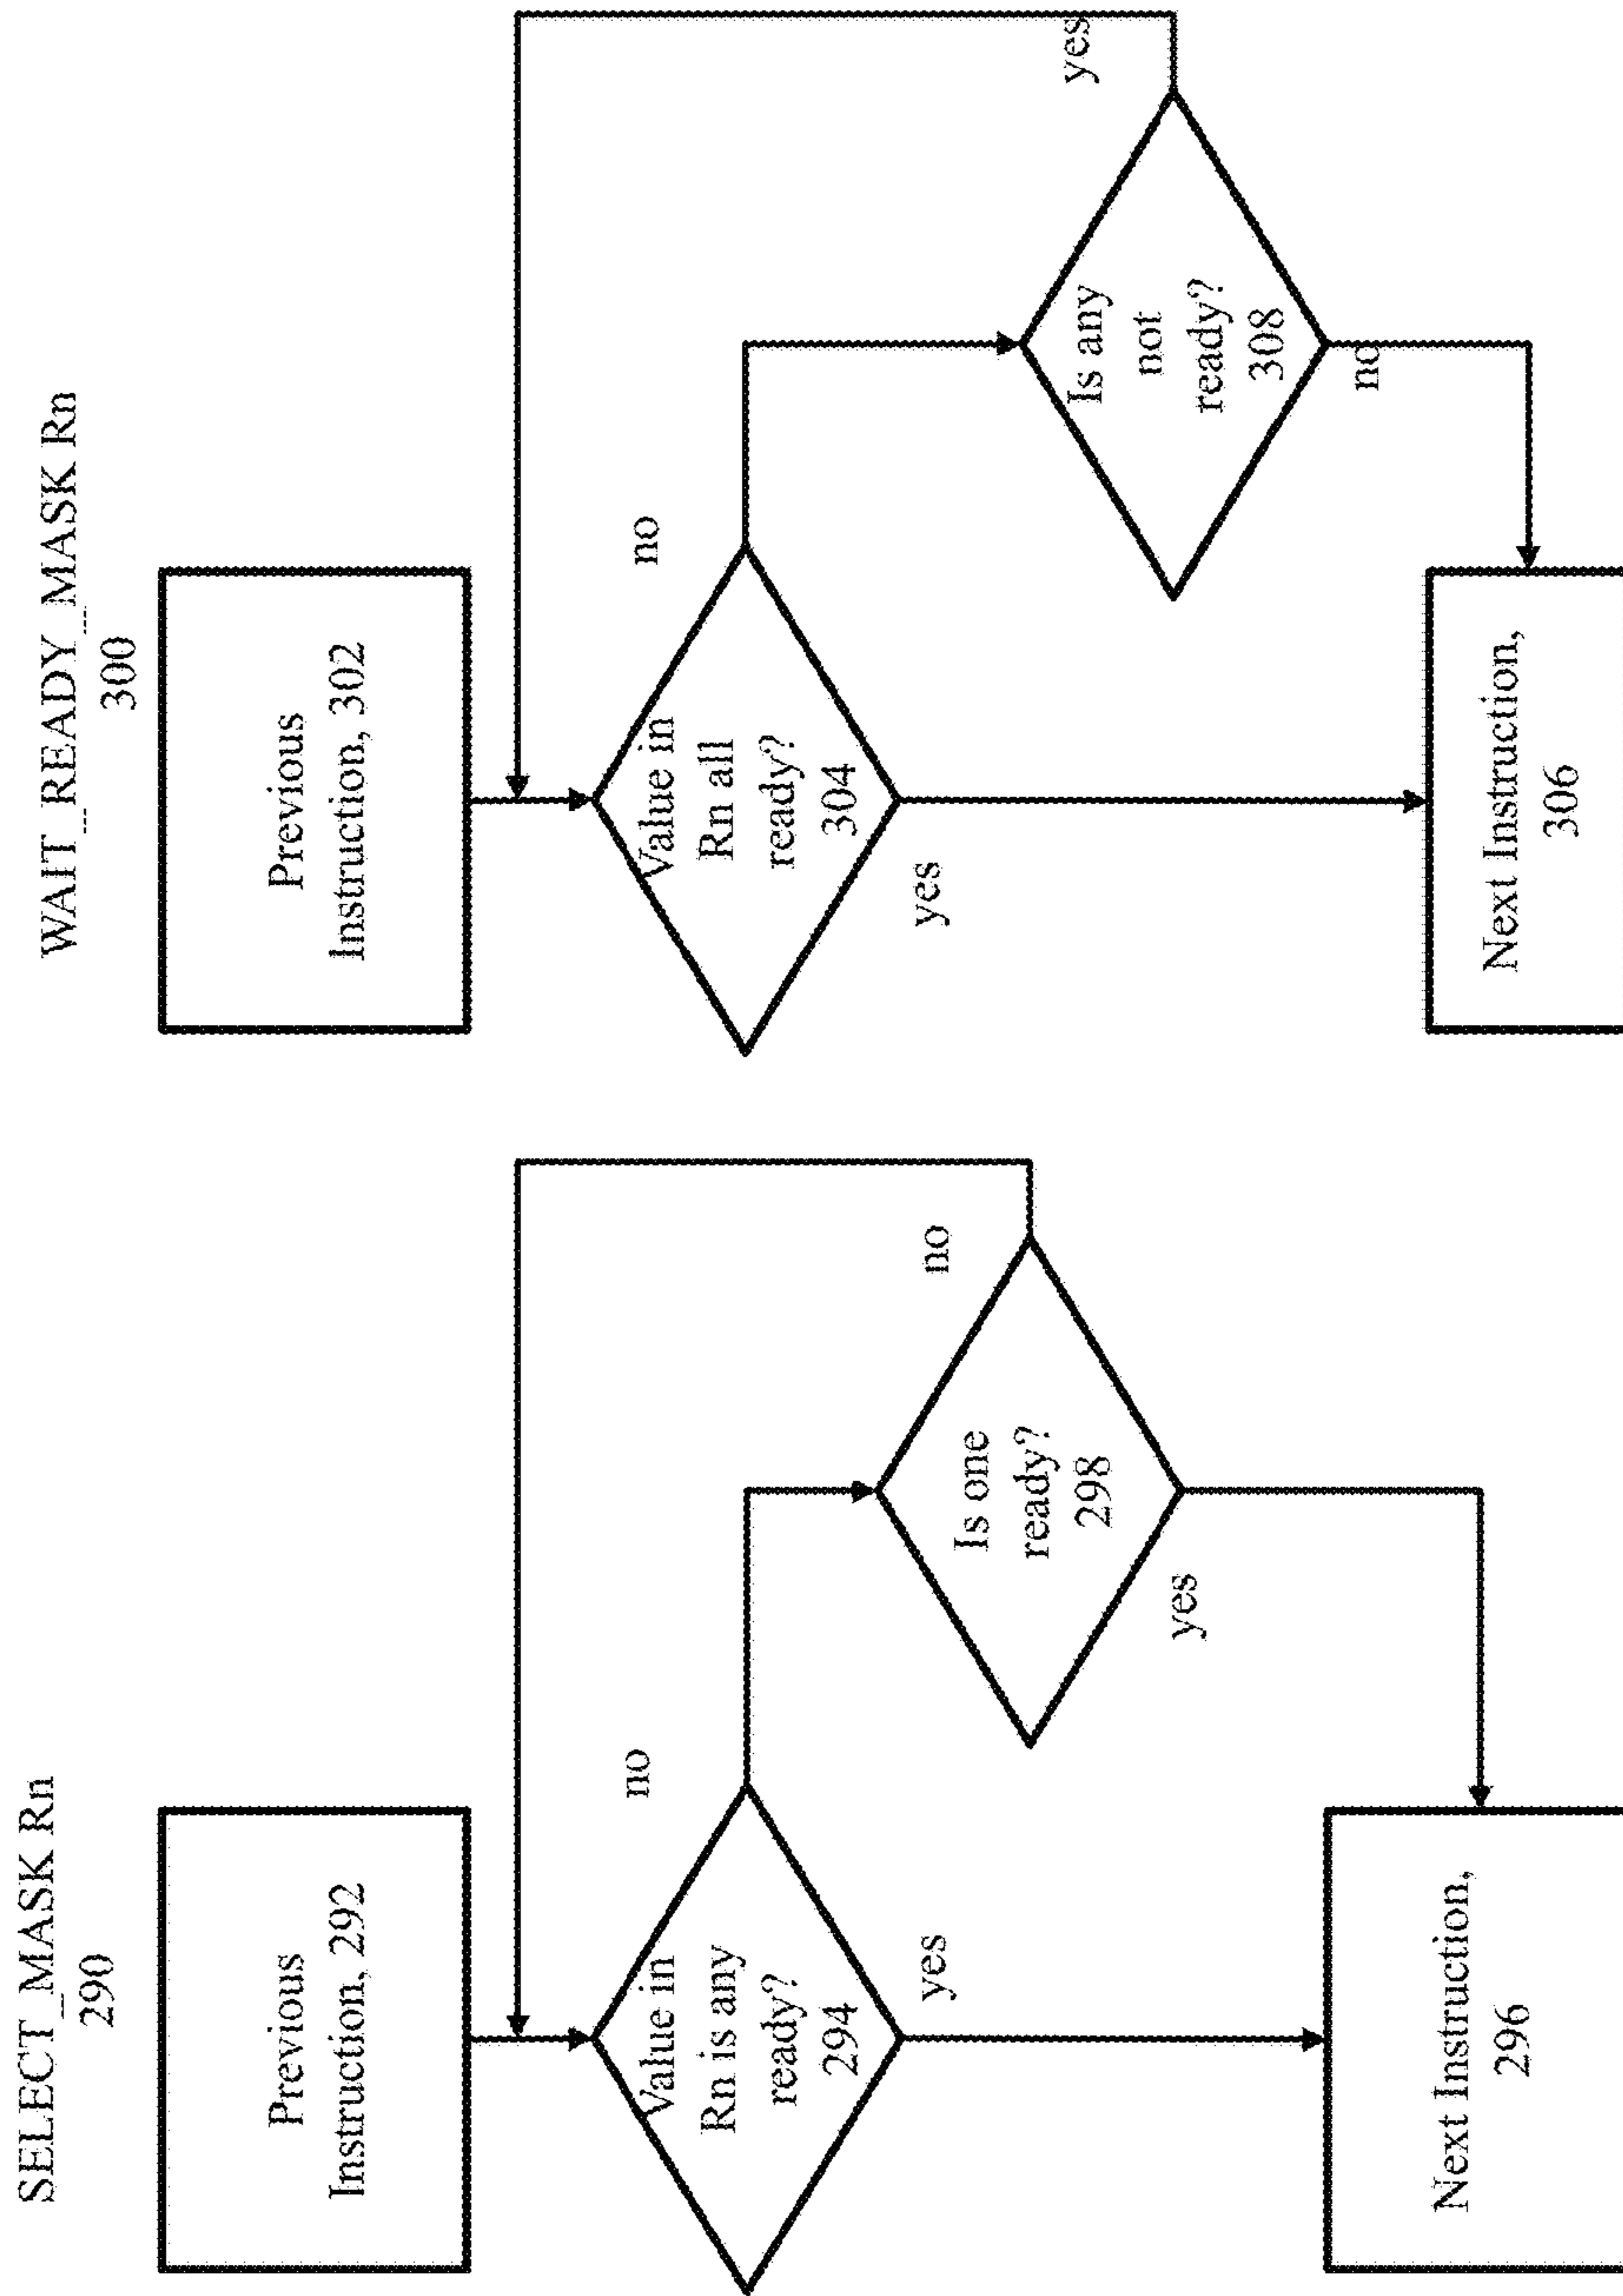 SELECT_MASK Rn
290
Previous
Instruction, 292
Value in
Rn is any
ready?
294
no
yes
Is one
ready?
298
no
yes
Next Instruction,
296
WAIT_READY_MASK Rn
300
Previous
Instruction, 302
Value in
Rn all
ready?
304
no
yes
Is any
not
ready?
308
yes
no
Next Instruction,
306